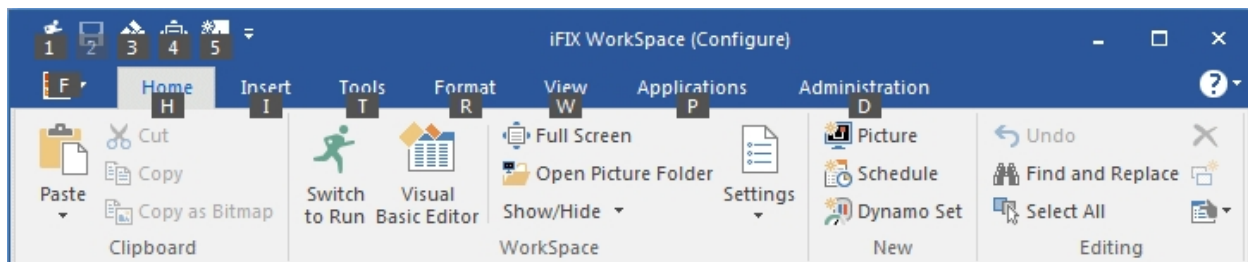 iFIX WorkSpace (Configure)
1 2 3 4 5
F
Home Insert Tools Format View Applications Administration
H I T R W P D
Paste
Cut
Copy
Copy as Bitmap
Clipboard
Switch
to Run
Visual
Basic Editor
Full Screen
Open Picture Folder
Show/Hide
Settings
WorkSpace
Picture
Schedule
Dynamo Set
New
Undo
Find and Replace
Select All
Editing